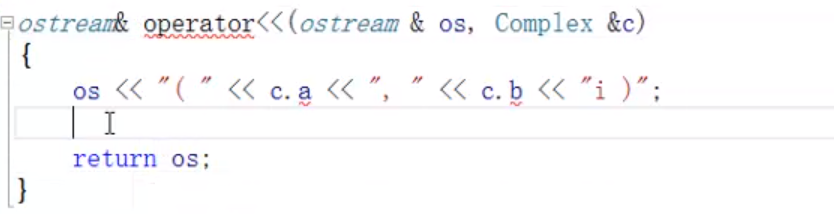 ostream& operator<<(ostream & os, Complex &c)
{
os << "( " << c.a << ", " << c.b << "i )";
return os;
}